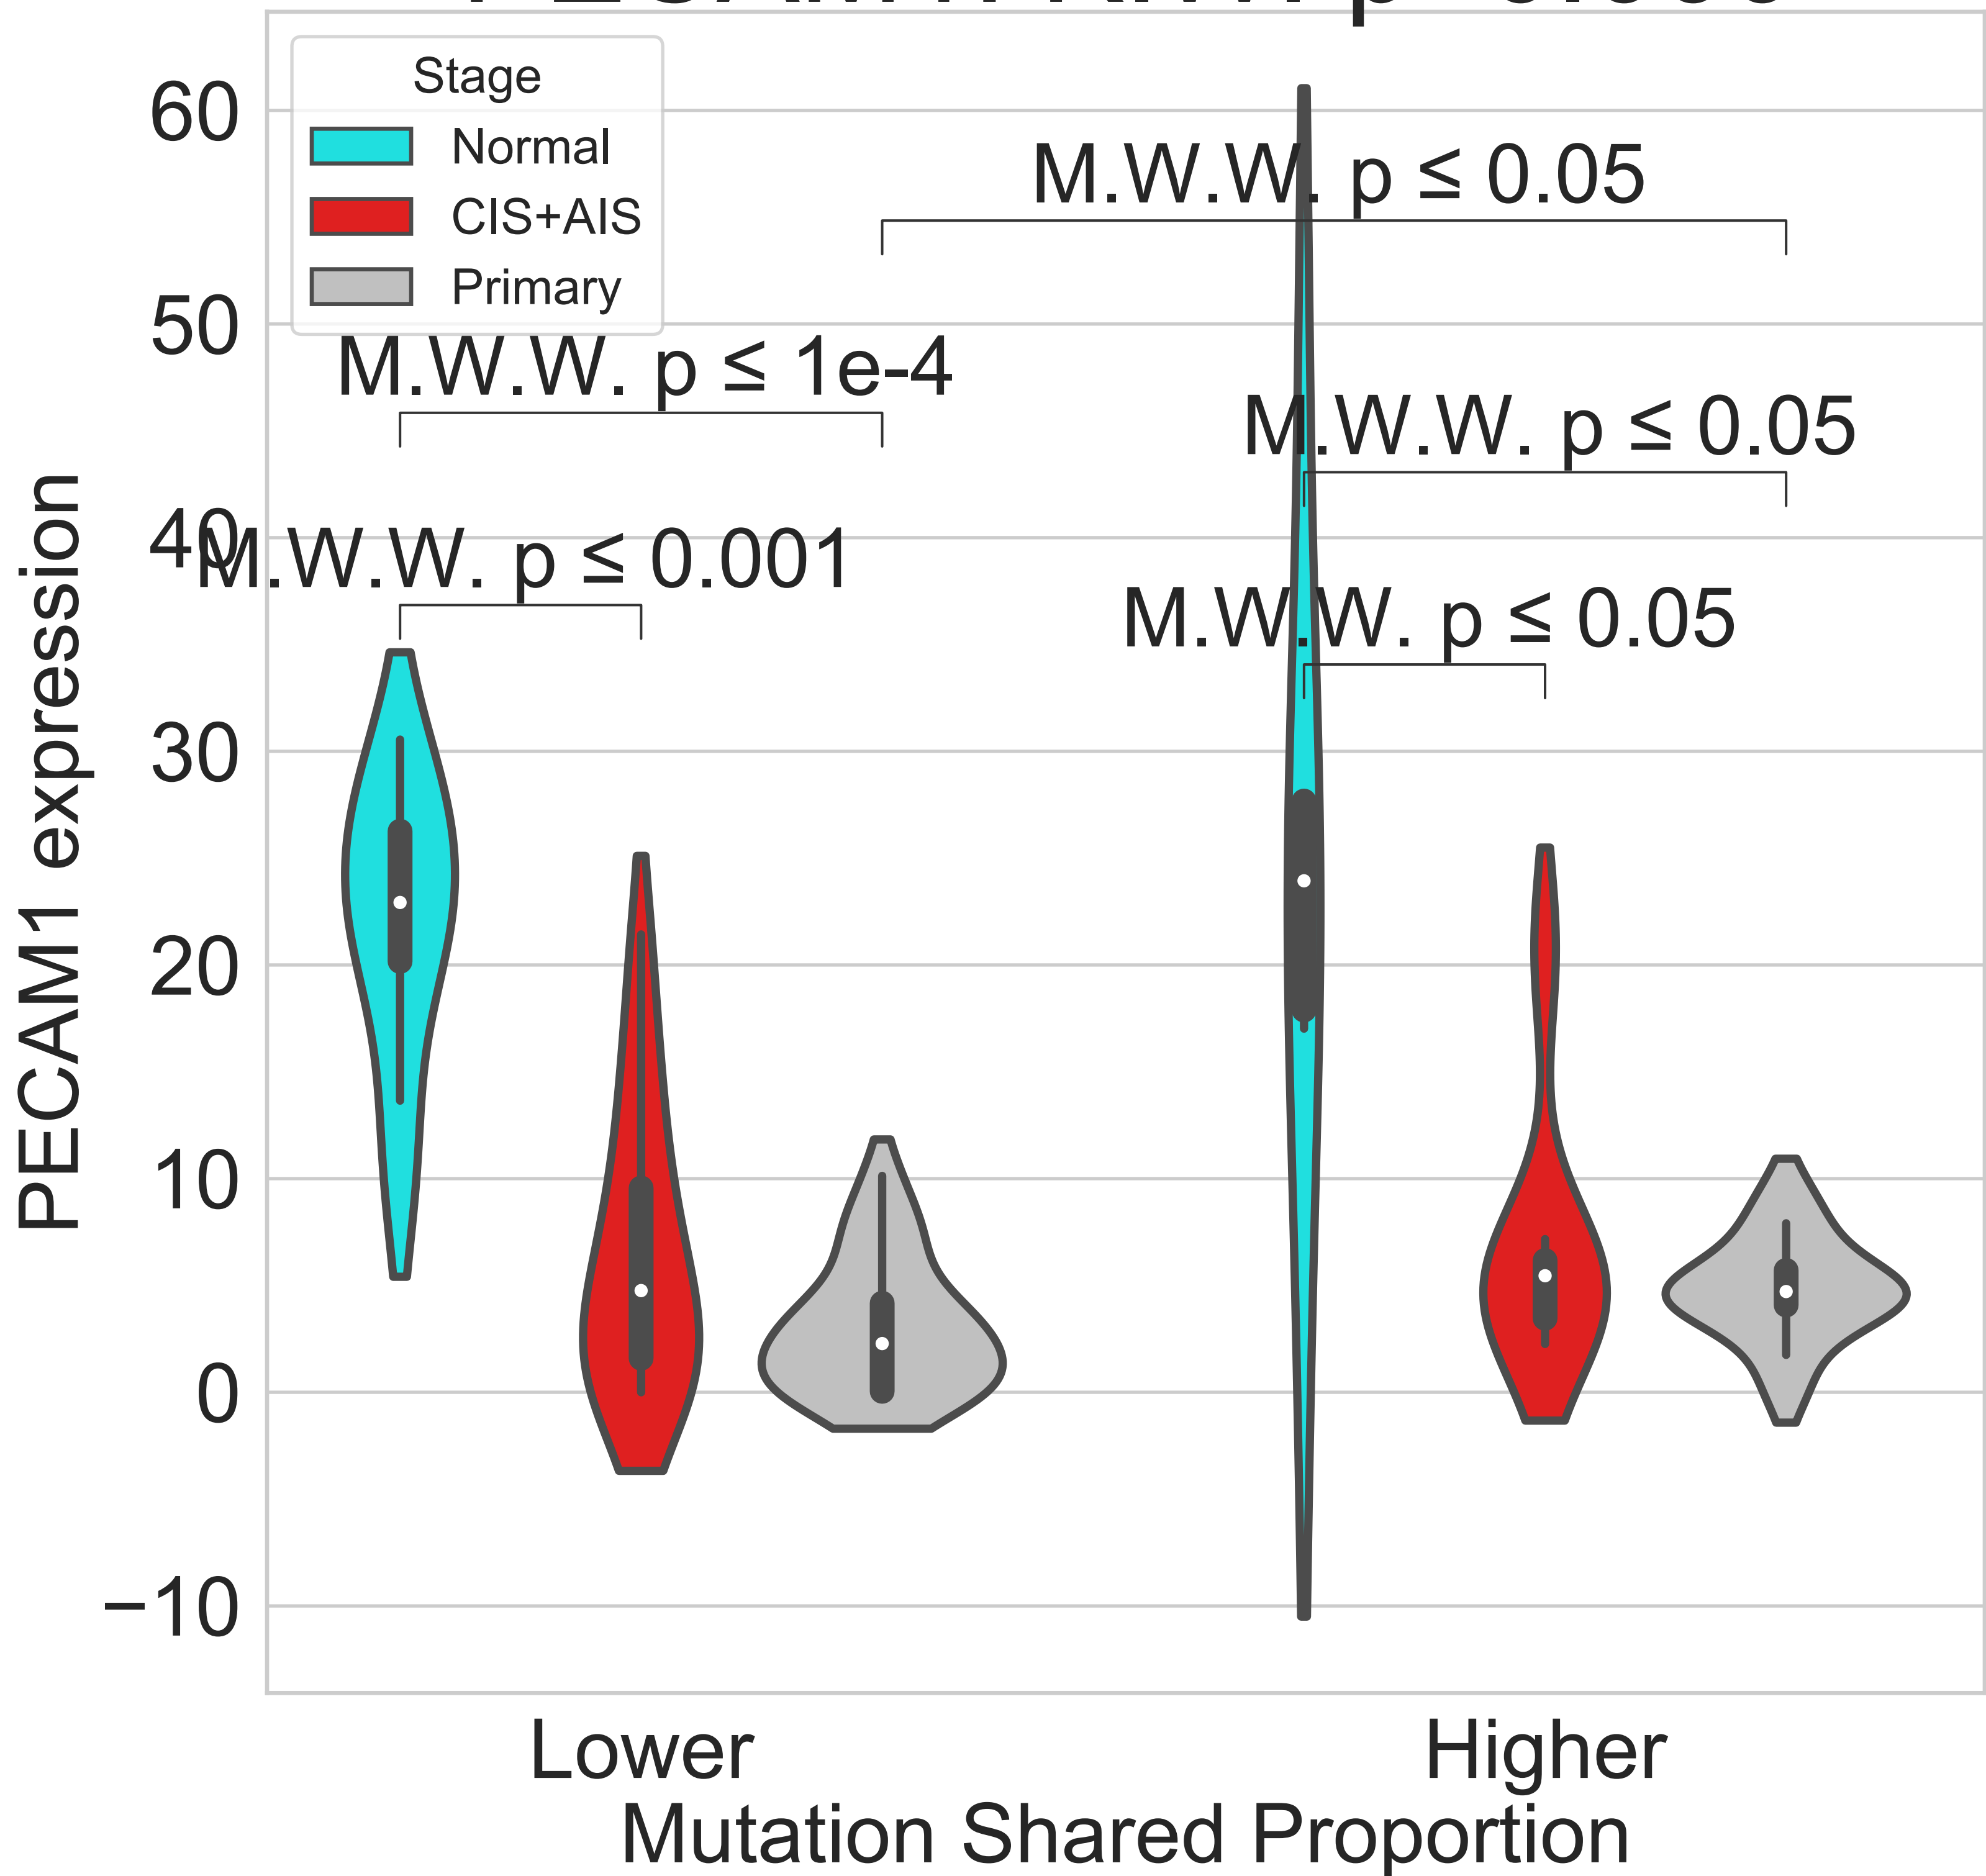 Stage
Normal
CIS+AIS
Primary
60
50
40
30
20
10
0
−10
PECAM1 expression
M.W.W. p ≤ 0.05
M.W.W. p ≤ 1e-4
M.W.W. p ≤ 0.05
M.W.W. p ≤ 0.001
M.W.W. p ≤ 0.05
Lower
Higher
Mutation Shared Proportion